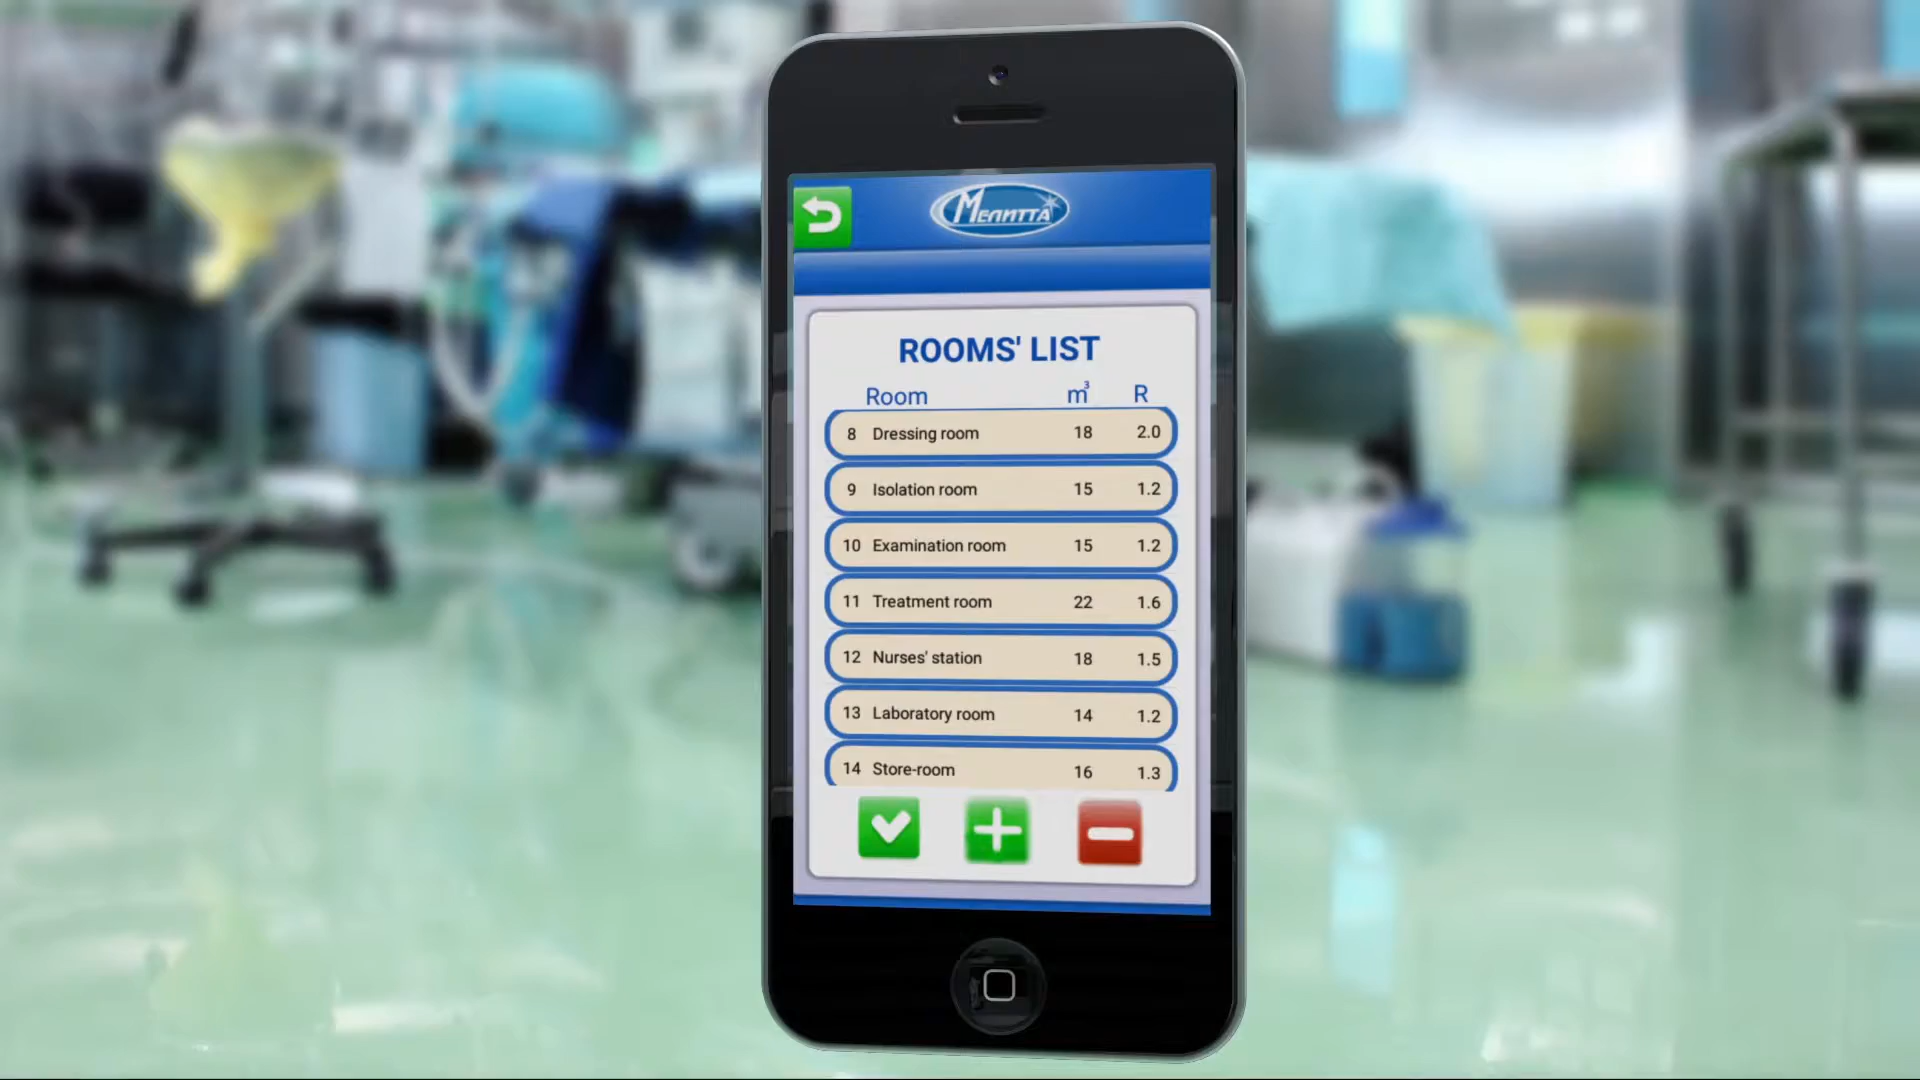 Мелитта
ROOMS' LIST
Room m³ R
8 Dressing room 18 2.0
9 Isolation room 15 1.2
10 Examination room 15 1.2
11 Treatment room 22 1.6
12 Nurses' station 18 1.5
13 Laboratory room 14 1.2
14 Store-room 16 1.3